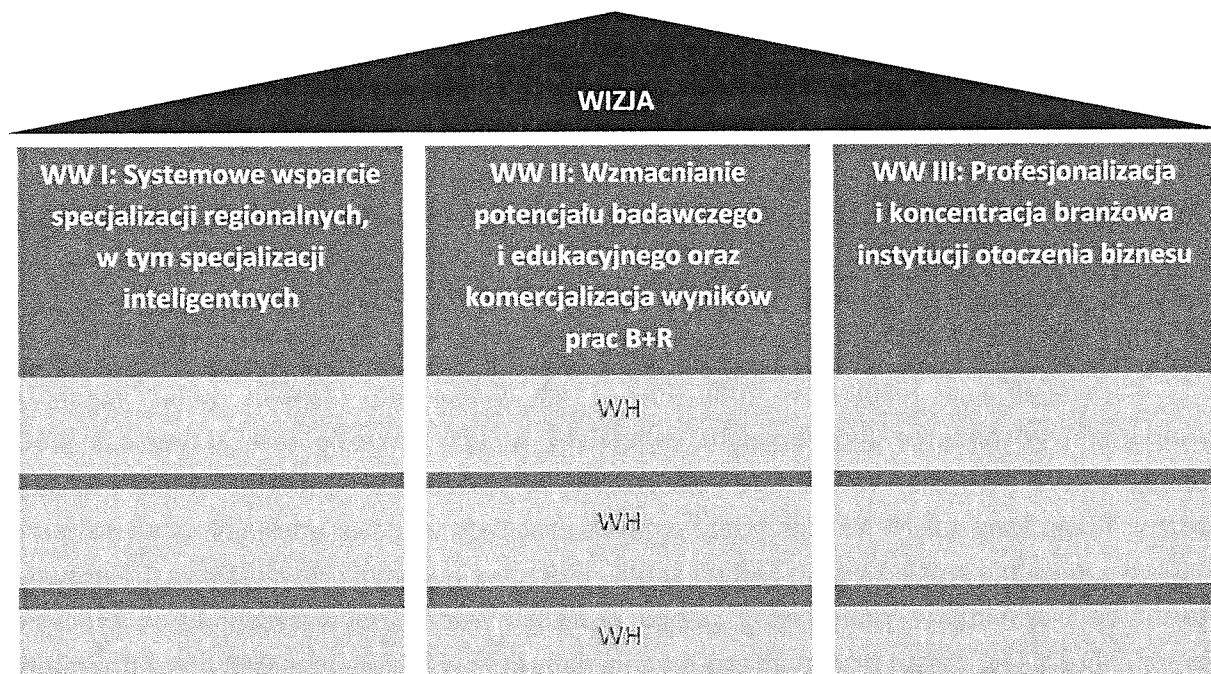 WIZJA
WW I: Systemowe wsparcie
specjalizacji regionalnych,
w tym specjalizacji
inteligentnych
WW II: Wzmacnianie
potencjału badawczego
i edukacyjnego oraz
komercjalizacja wyników
prac B+R
WW III: Profesjonalizacja
i koncentracja branżowa
instytucji otoczenia biznesu
WH
WH
WH